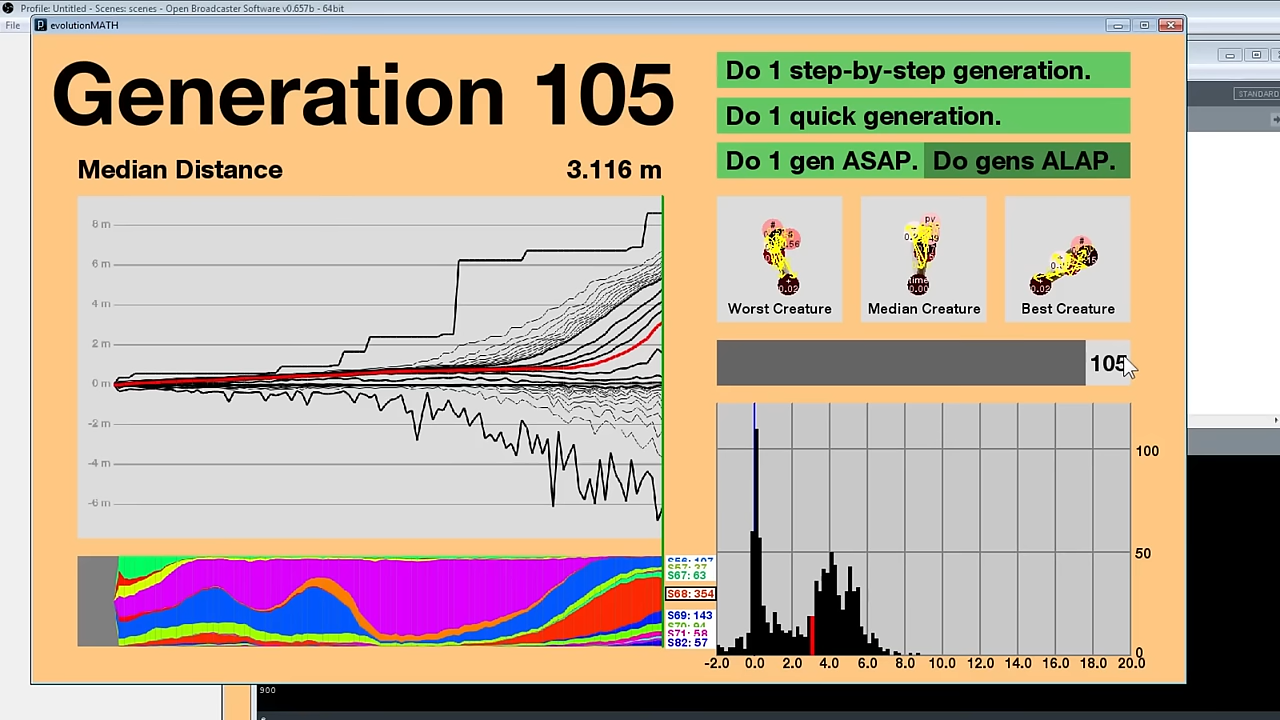 Profile: Untitled - Scenes: scenes - Open Broadcaster Software v0.657b - 64bit
File
evolutionMATH
STANDARD
Generation 105
Do 1 step-by-step generation.
Do 1 quick generation.
Do 1 gen ASAP. Do gens ALAP.
Median Distance 3.116 m
8 m
6 m
4 m
2 m
0 m
-2 m
-4 m
-6 m
Worst Creature
Median Creature
Best Creature
105
S67: 63
S68: 354
S69: 143
S71: 58
S82: 57
100
50
0
-2.0 0.0 2.0 4.0 6.0 8.0 10.0 12.0 14.0 16.0 18.0 20.0
900